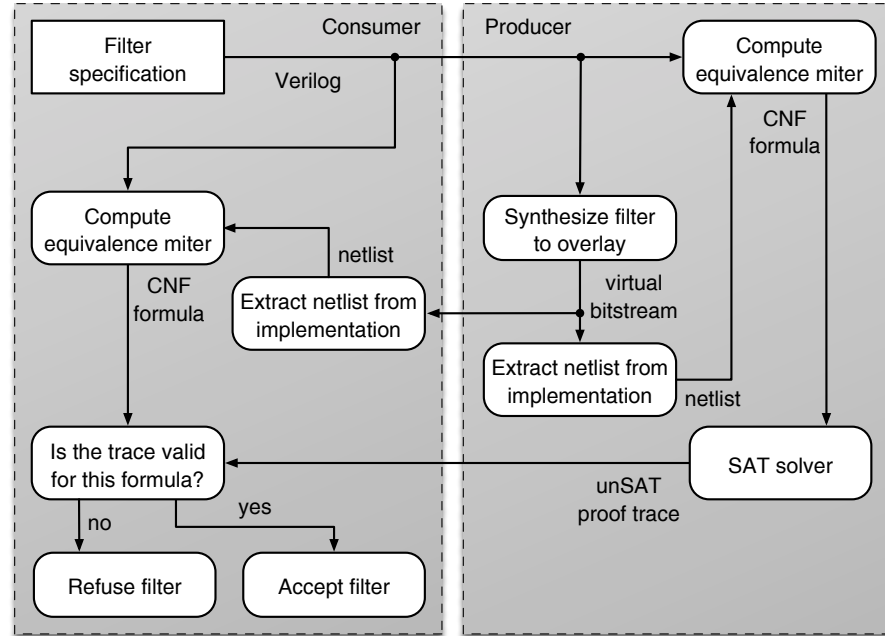 Consumer
Producer
Filter
specification
Verilog
Compute
equivalence miter
CNF
formula
Compute
equivalence miter
Synthesize filter
to overlay
netlist
CNF
formula
virtual
bitstream
Extract netlist from
implementation
Extract netlist from
implementation
netlist
Is the trace valid
for this formula?
SAT solver
unSAT
proof trace
no
yes
Refuse filter
Accept filter